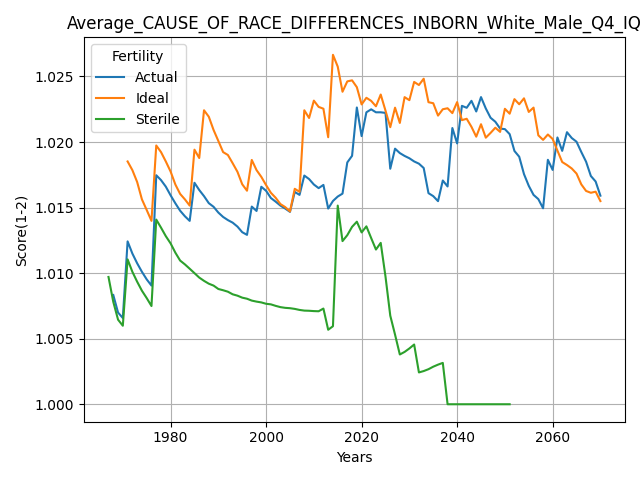 Average_CAUSE_OF_RACE_DIFFERENCES_INBORN_White_Male_Q4_IQ
Fertility
Actual
Ideal
Sterile
Score(1-2)
1.025
1.020
1.015
1.010
1.005
1.000
1980
2000
2020
2040
2060
Years